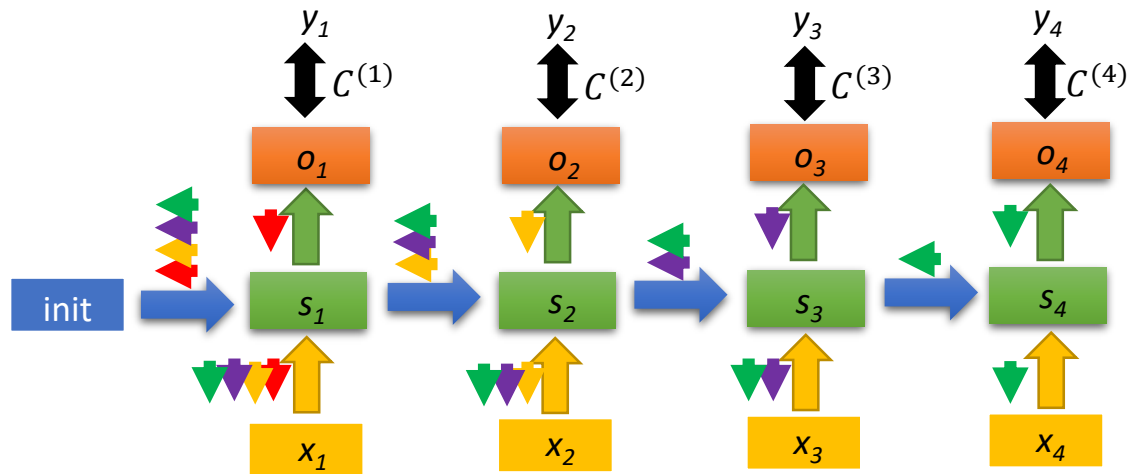 y₁ y₂ y₃ y₄
C⁽¹⁾ C⁽²⁾ C⁽³⁾ C⁽⁴⁾
o₁ o₂ o₃ o₄
init s₁ s₂ s₃ s₄
x₁ x₂ x₃ x₄